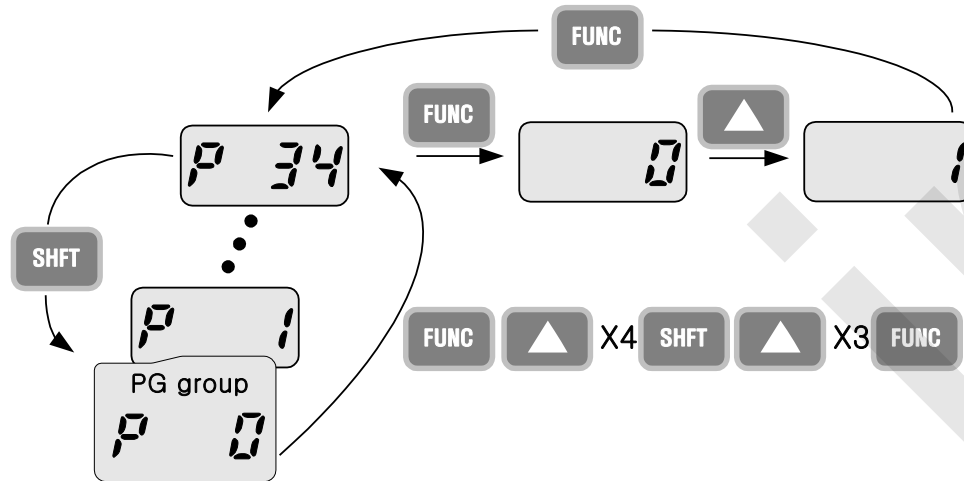 FUNC
FUNC
P 34
0
1
SHFT
P 1
FUNC X4 SHFT X3 FUNC
PG group
P 0